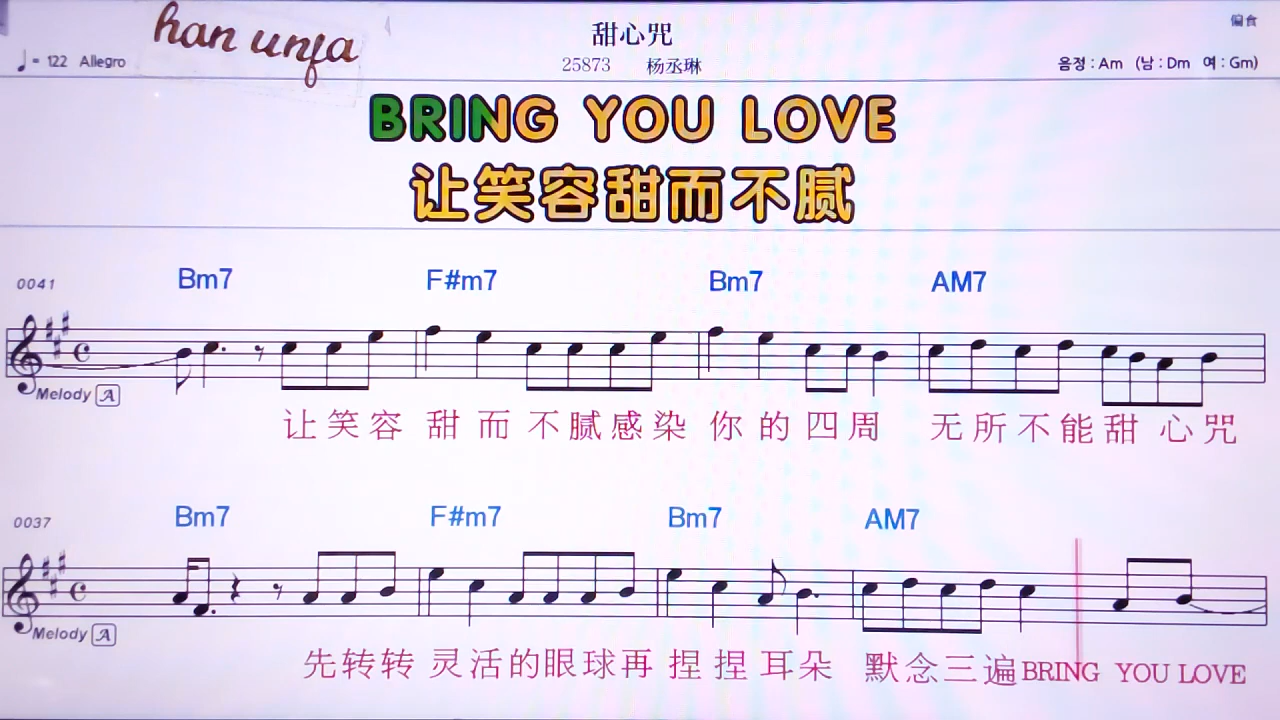 han unfa
甜心咒
偏食
♩= 122 Allegro
25873 杨丞琳
음정 : Am (남 : Dm 여 : Gm)
BRING YOU LOVE
让笑容甜而不腻
0041 Bm7 F#m7 Bm7 AM7
Melody A
让笑容 甜而不腻感染 你的四周 无所不能甜心咒
0037 Bm7 F#m7 Bm7 AM7
Melody A
先转转 灵活的眼球再 捏捏耳朵 默念三遍BRING YOU LOVE